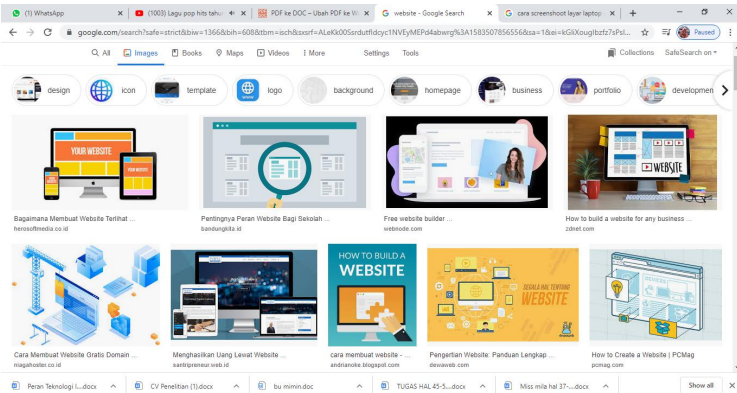 (1) WhatsApp
(1003) Lagu pop hits tahun
PDF ke DOC – Ubah PDF ke W
website - Google Search
cara screenshoot layar laptop
google.com/search?safe=strict&biw=1366&bih=608&tbm=isch&sxsrf=
Paused
All
Images
Books
Maps
Videos
More
Settings
Tools
Collections
SafeSearch on
design
icon
template
logo
background
homepage
business
portfolio
developmen
YOUR WEBSITE
WEBSITE
Bagaimana Membuat Website Terlihat ...
herosoftmedia.co.id
Pentingnya Peran Website Bagi Sekolah ...
bandungkita.id
Free website builder ...
webnode.com
How to build a website for any business ...
zdnet.com
HOW TO BUILD A
WEBSITE
SEGALA HAL TENTANG
WEBSITE
Cara Membuat Website Gratis Domain ...
niagahoster.co.id
Menghasilkan Uang Lewat Website ...
santripreneur.web.id
cara membuat website - ...
andrianoke.blogspot.com
Pengertian Website: Panduan Lengkap ...
dewaweb.com
How to Create a Website | PCMag
pcmag.com
Peran Teknologi I....docx
CV Penelitian (1).docx
bu mimin.doc
TUGAS HAL 45-5....docx
Miss mila hal 37-....docx
Show all